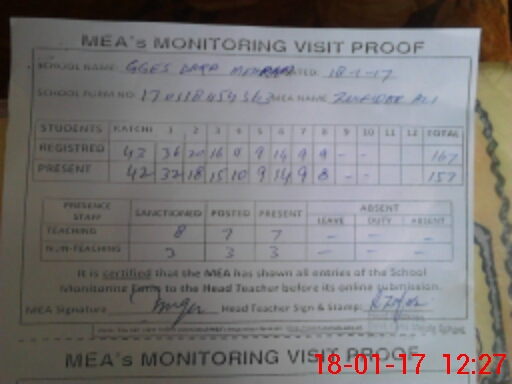 MEA's MONITORING VISIT PROOF
SCHOOL NAME: GGES DATED: 18-1-17
SCHOOL FORM NO: MEA NAME: ALI
STUDENTS KATCHI 1 2 3 4 5 6 7 8 9 10 11 12 TOTAL
REGISTRED 43 36 20 16 9 9 14 9 9 - - 167
PRESENT 42 32 18 15 10 9 14 9 8 - - 157
PRESENCE STAFF SANCTIONED POSTED PRESENT ABSENT
LEAVE DUTY ABSENT
TEACHING 8 7 7 - - -
NON-TEACHING 3 3 3 - - -
It is certified that the MEA has shown all entries of the School
Monitoring Form to the Head Teacher before its online submission.
MEA Signature Head Teacher Sign & Stamp:
MEA's MONITORING VISIT PROOF
18-01-17 12:27